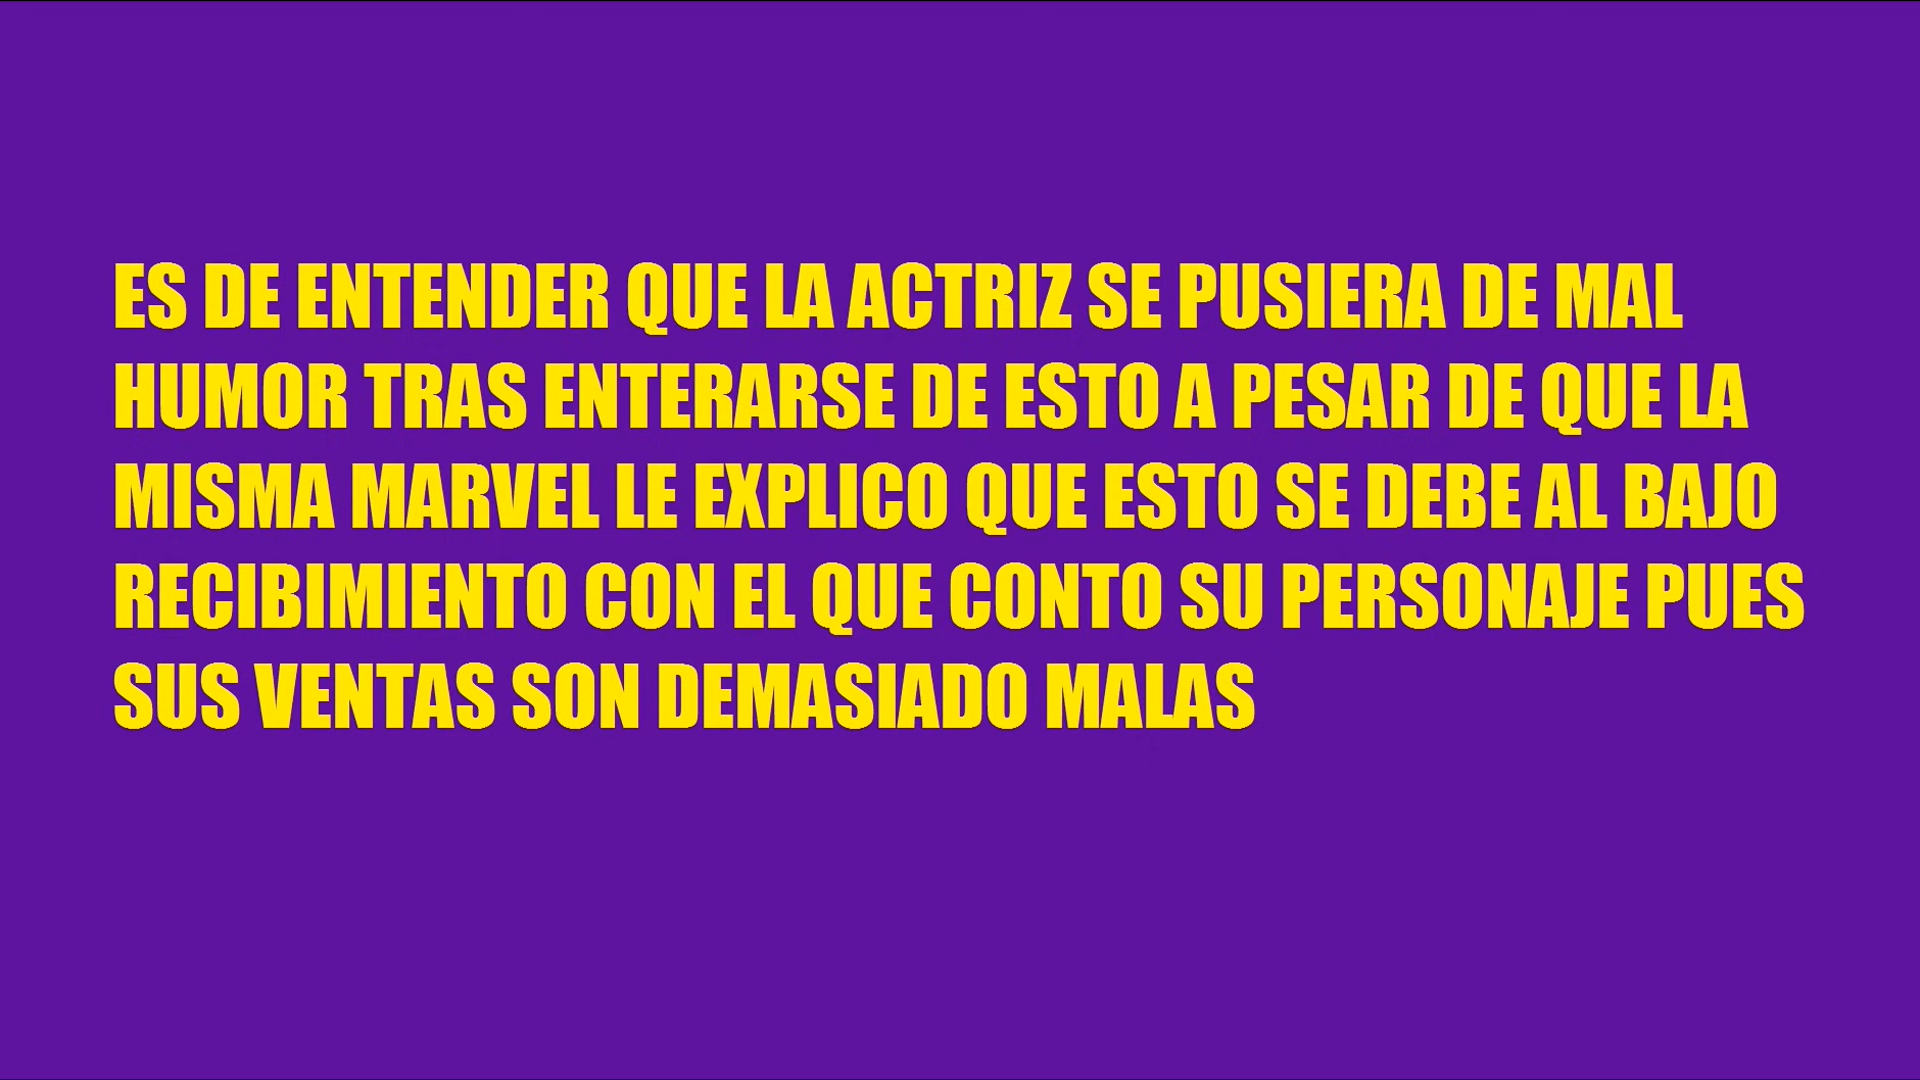 ES DE ENTENDER QUE LA ACTRIZ SE PUSIERA DE MAL
HUMOR TRAS ENTERARSE DE ESTO A PESAR DE QUE LA
MISMA MARVEL LE EXPLICO QUE ESTO SE DEBE AL BAJO
RECIBIMIENTO CON EL QUE CONTO SU PERSONAJE PUES
SUS VENTAS SON DEMASIADO MALAS